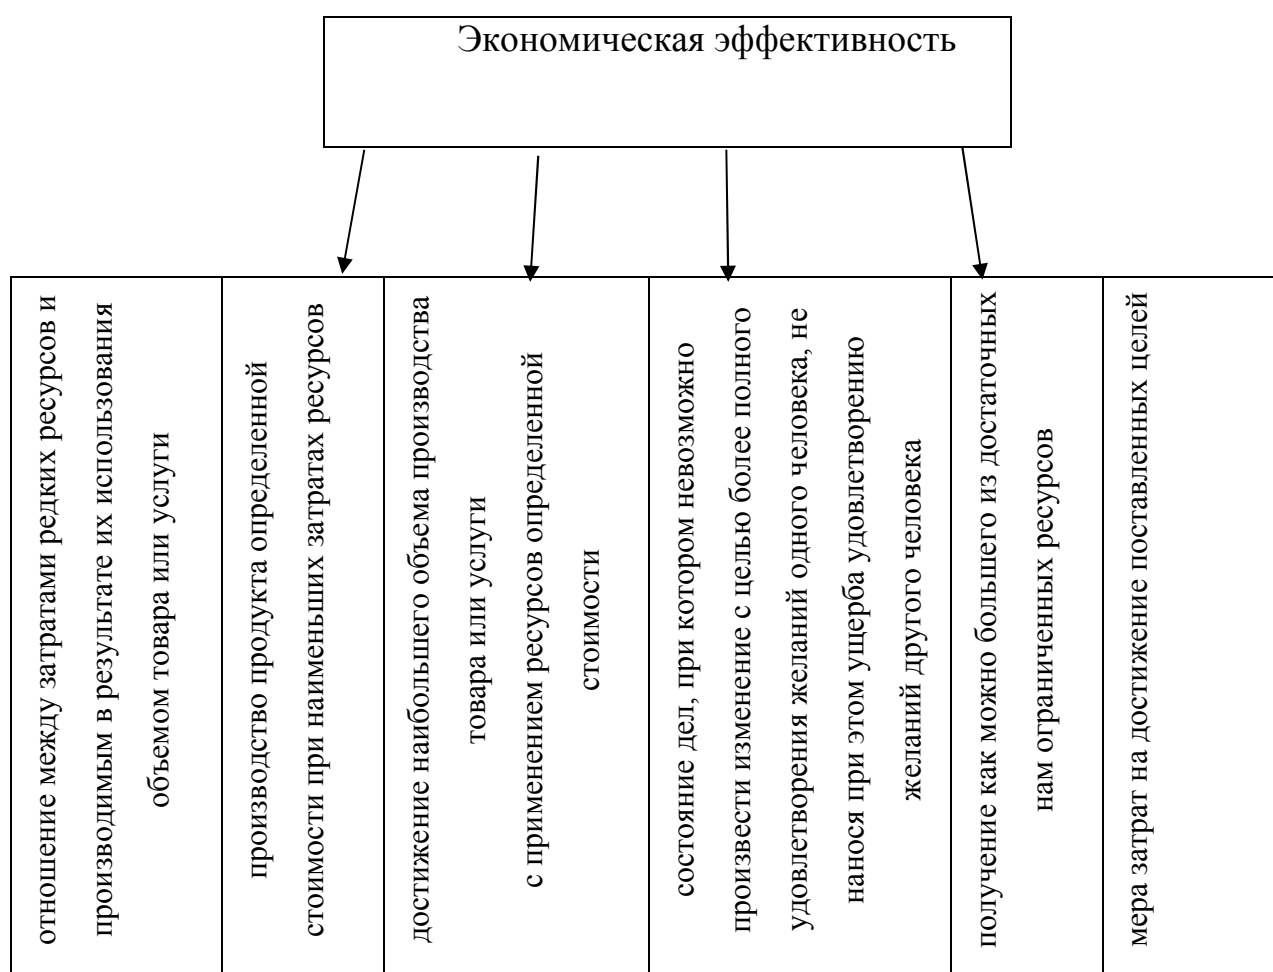 Экономическая эффективность
отношение между затратами редких ресурсов и
производимым в результате их использования
объемом товара или услуги
производство продукта определенной
стоимости при наименьших затратах ресурсов
достижение наибольшего объема производства
товара или услуги
с применением ресурсов определенной
стоимости
состояние дел, при котором невозможно
произвести изменение с целью более полного
удовлетворения желаний одного человека, не
нанося при этом ущерба удовлетворению
желаний другого человека
получение как можно большего из достаточных
нам ограниченных ресурсов
мера затрат на достижение поставленных целей